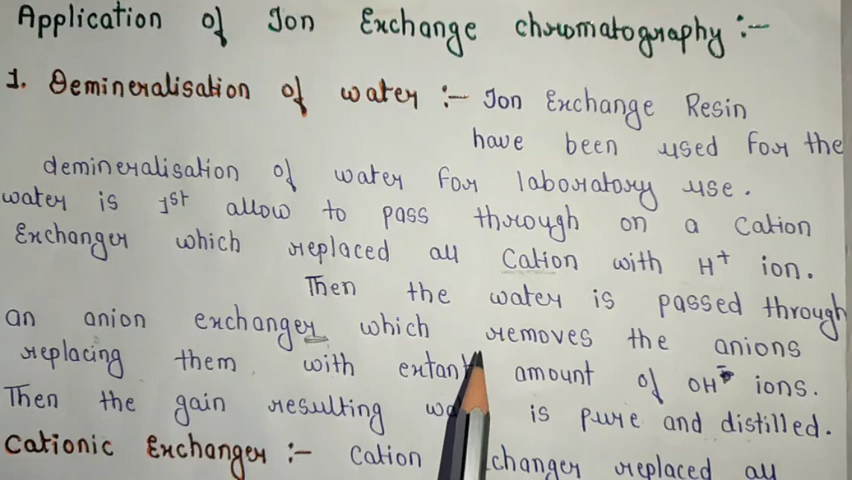 Application of Ion Exchange chromatography :-
1. Demineralisation of water :- Ion Exchange Resin
have been used for the
demineralisation of water for laboratory use.
water is 1st allow to pass through on a Cation
Exchanger which replaced all Cation with H+ ion.
Then the water is passed through
an anion exchanger which removes the anions
replacing them with extant amount of OH- ions.
Then the gain resulting is pure and distilled.
Cationic Exchanger :- Cation replaced all